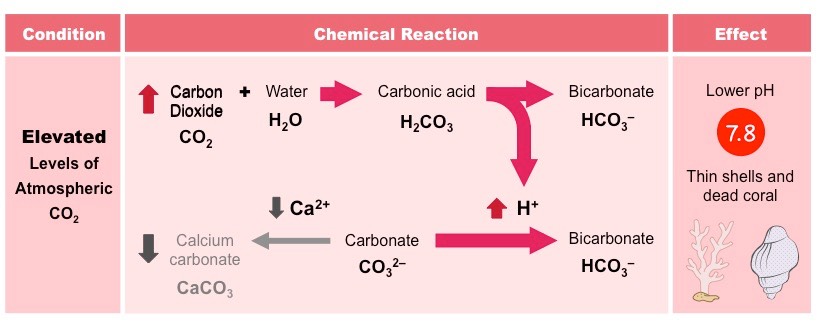 Condition
Chemical Reaction
Effect
Elevated
Levels of
Atmospheric
CO₂
Carbon
Dioxide
CO₂
+
Water
H₂O
Carbonic acid
H₂CO₃
Bicarbonate
HCO₃⁻
Ca²⁺
H⁺
Calcium
carbonate
CaCO₃
Carbonate
CO₃²⁻
Bicarbonate
HCO₃⁻
Lower pH
7.8
Thin shells and
dead coral